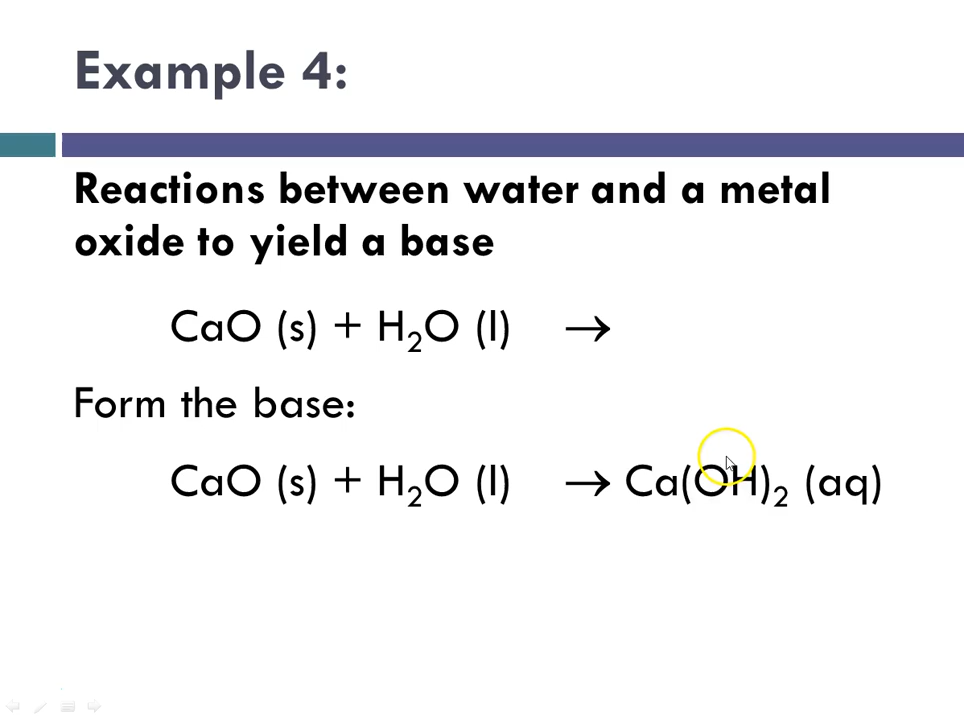 Example 4:
Reactions between water and a metal
oxide to yield a base
CaO (s) + H₂O (l) →
Form the base:
CaO (s) + H₂O (l) → Ca(OH)₂ (aq)